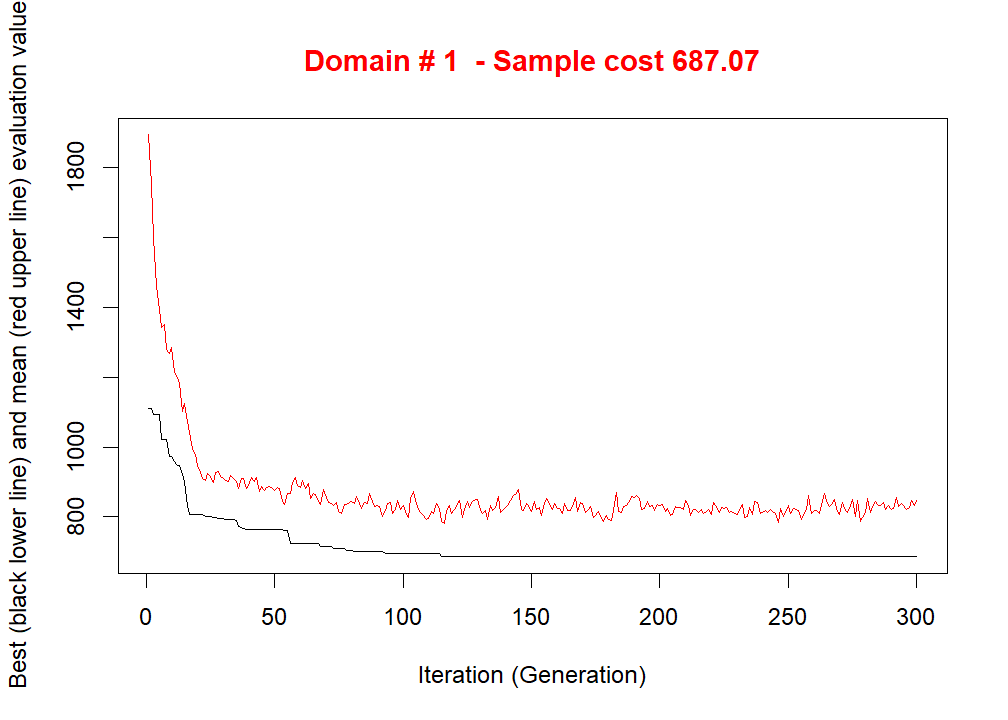 Domain # 1  - Sample cost 687.07
Best (black lower line) and mean (red upper line) evaluation value
1800
1400
1000
800
0 50 100 150 200 250 300
Iteration (Generation)